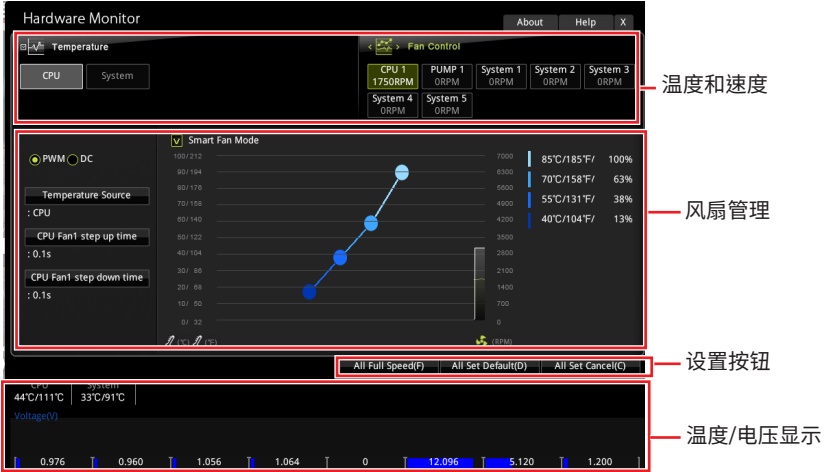 Hardware Monitor
About Help X
Temperature
Fan Control
CPU System
CPU 1 PUMP 1 System 1 System 2 System 3
1750RPM 0RPM 0RPM 0RPM 0RPM
System 4 System 5
0RPM 0RPM
温度和速度
Smart Fan Mode
PWM DC
Temperature Source
: CPU
CPU Fan1 step up time
: 0.1s
CPU Fan1 step down time
: 0.1s
100/212 7000
90/194 6300
80/176 5600
70/158 4900
60/140 4200
50/122 3500
40/104 2800
30/ 86 2100
20/ 68 1400
10/ 50 700
0/ 32 0
(℃) (℉) (RPM)
85℃/185℉/ 100%
70℃/158℉/ 63%
55℃/131℉/ 38%
40℃/104℉/ 13%
风扇管理
All Full Speed(F) All Set Default(D) All Set Cancel(C)
设置按钮
CPU System
44℃/111℃ 33℃/91℃
Voltage(V)
0.976 0.960 1.056 1.064 0 12.096 5.120 1.200
温度/电压显示